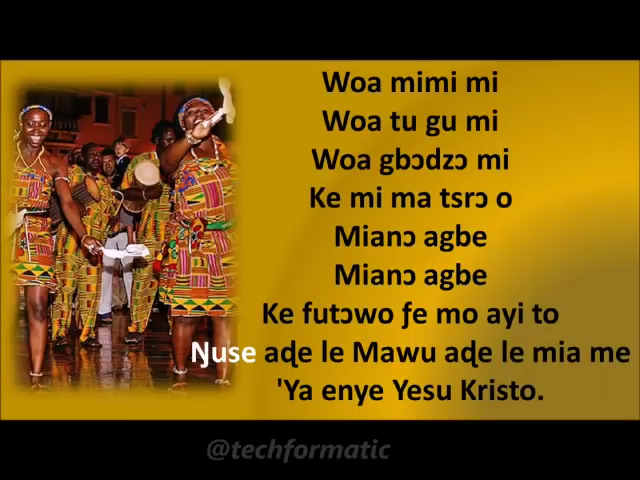 Woa mimi mi
Woa tu gu mi
Woa gbɔdzɔ mi
Ke mi ma tsrɔ o
Mianɔ agbe
Mianɔ agbe
Ke futɔwo ƒe mo ayi to
Ŋuse aɖe le Mawu aɖe le mia me
'Ya enye Yesu Kristo.
@techformatic